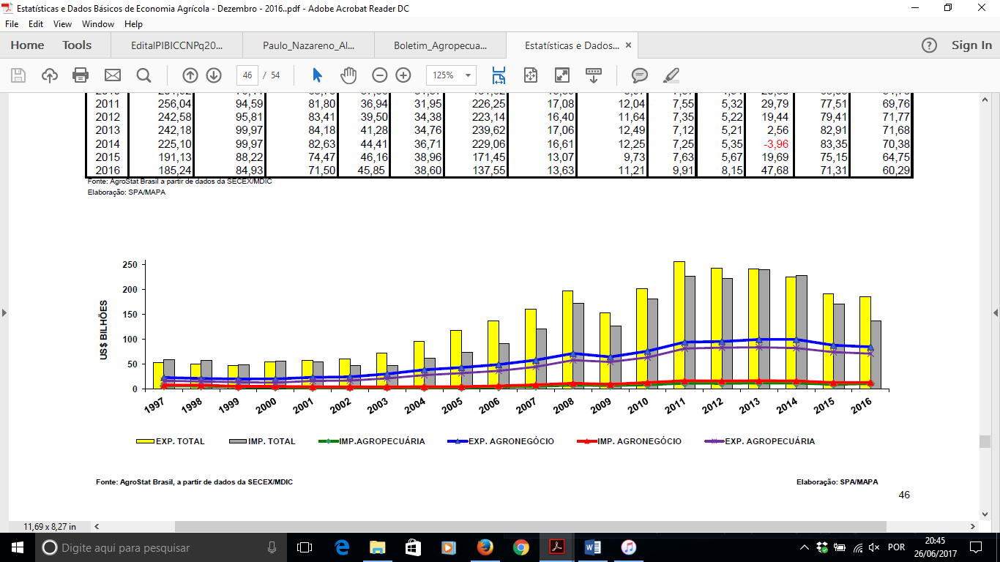 Estatísticas e Dados Básicos de Economia Agrícola - Dezembro - 2016..pdf - Adobe Acrobat Reader DC
File Edit View Window Help
Home Tools EditalPIBICCNPq20... Paulo_Nazareno_Al... Boletim_Agropecua... Estatísticas e Dados... × ? Sign In
46 / 54 125%
2011 256,04 94,59 81,80 36,94 31,95 226,25 17,08 12,04 7,55 5,32 29,79 77,51 69,76
2012 242,58 95,81 83,41 39,50 34,38 223,14 16,40 11,64 7,35 5,22 19,44 79,41 71,77
2013 242,18 99,97 84,18 41,28 34,76 239,62 17,06 12,49 7,12 5,21 2,56 82,91 71,68
2014 225,10 99,97 82,63 44,41 36,71 229,06 16,61 12,25 7,25 5,35 -3,96 83,35 70,38
2015 191,13 88,22 74,47 46,16 38,96 171,45 13,07 9,73 7,63 5,67 19,69 75,15 64,75
2016 185,24 84,93 71,50 45,85 38,60 137,55 13,63 11,21 9,91 8,15 47,68 71,31 60,29
Fonte: AgroStat Brasil a partir de dados da SECEX/MDIC
Elaboração: SPA/MAPA
US$ BILHÕES
250
200
150
100
50
0
1997 1998 1999 2000 2001 2002 2003 2004 2005 2006 2007 2008 2009 2010 2011 2012 2013 2014 2015 2016
EXP. TOTAL IMP. TOTAL IMP.AGROPECUÁRIA EXP. AGRONEGÓCIO IMP. AGRONEGÓCIO EXP. AGROPECUÁRIA
Fonte: AgroStat Brasil, a partir de dados da SECEX/MDIC Elaboração: SPA/MAPA
46
11,69 x 8,27 in
Digite aqui para pesquisar POR 20:45
26/06/2017